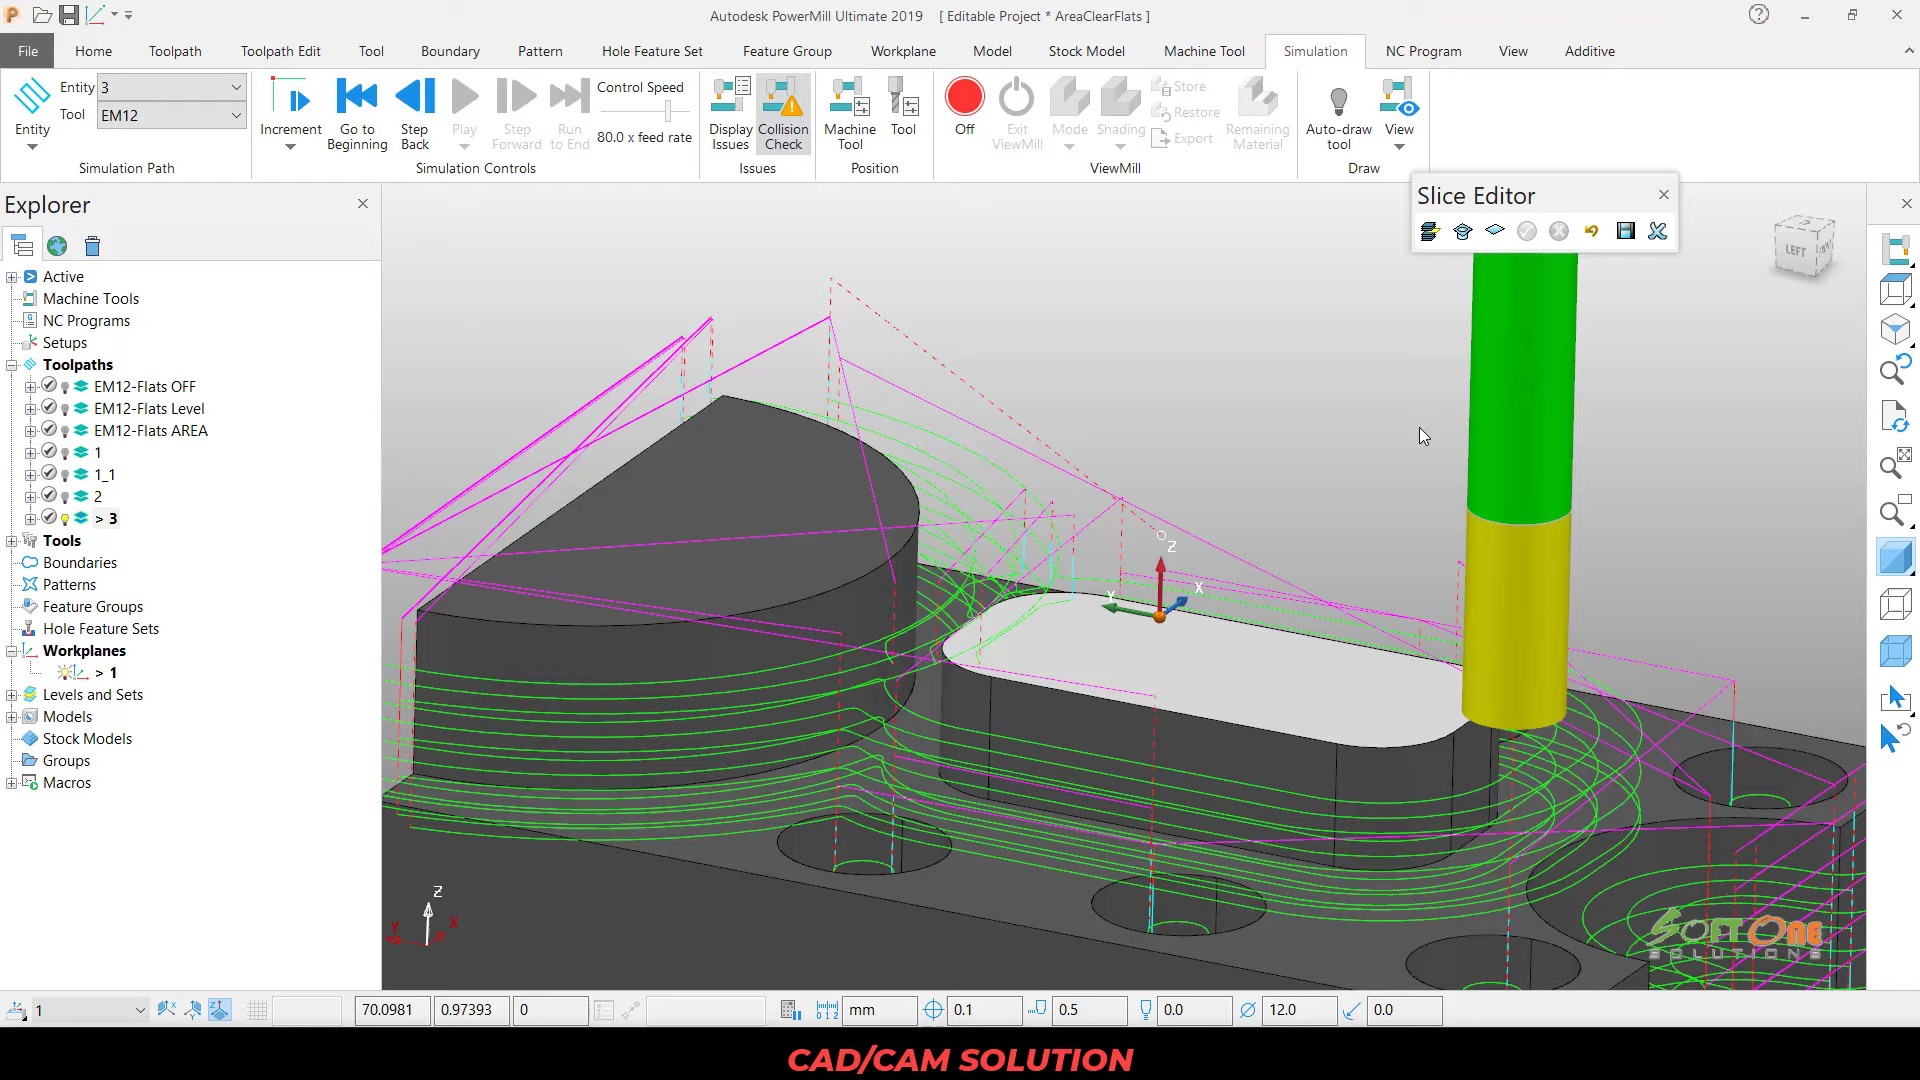 Autodesk PowerMill Ultimate 2019 [ Editable Project * AreaClearFlats ]
File Home Toolpath Toolpath Edit Tool Boundary Pattern Hole Feature Set Feature Group Workplane Model Stock Model Machine Tool Simulation NC Program View Additive
Entity
Entity 3
Tool EM12
Simulation Path
Increment
Go to Beginning
Step Back
Play
Step Forward
Run to End
Control Speed
80.0 x feed rate
Simulation Controls
Display Issues
Collision Check
Issues
Machine Tool
Tool
Position
Off
Exit ViewMill
Mode
Shading
Store
Restore
Export
Remaining Material
ViewMill
Auto-draw tool
View
Draw
Slice Editor
Explorer
Active
Machine Tools
NC Programs
Setups
Toolpaths
EM12-Flats OFF
EM12-Flats Level
EM12-Flats AREA
1
1_1
2
> 3
Tools
Boundaries
Patterns
Feature Groups
Hole Feature Sets
Workplanes
> 1
Levels and Sets
Models
Stock Models
Groups
Macros
LEFT
Z
X
Y
Z
Y
X
SOFTONE
SOLUTIONS
1 70.0981 0.97393 0 mm 0.1 0.5 0.0 12.0 0.0
CAD/CAM SOLUTION